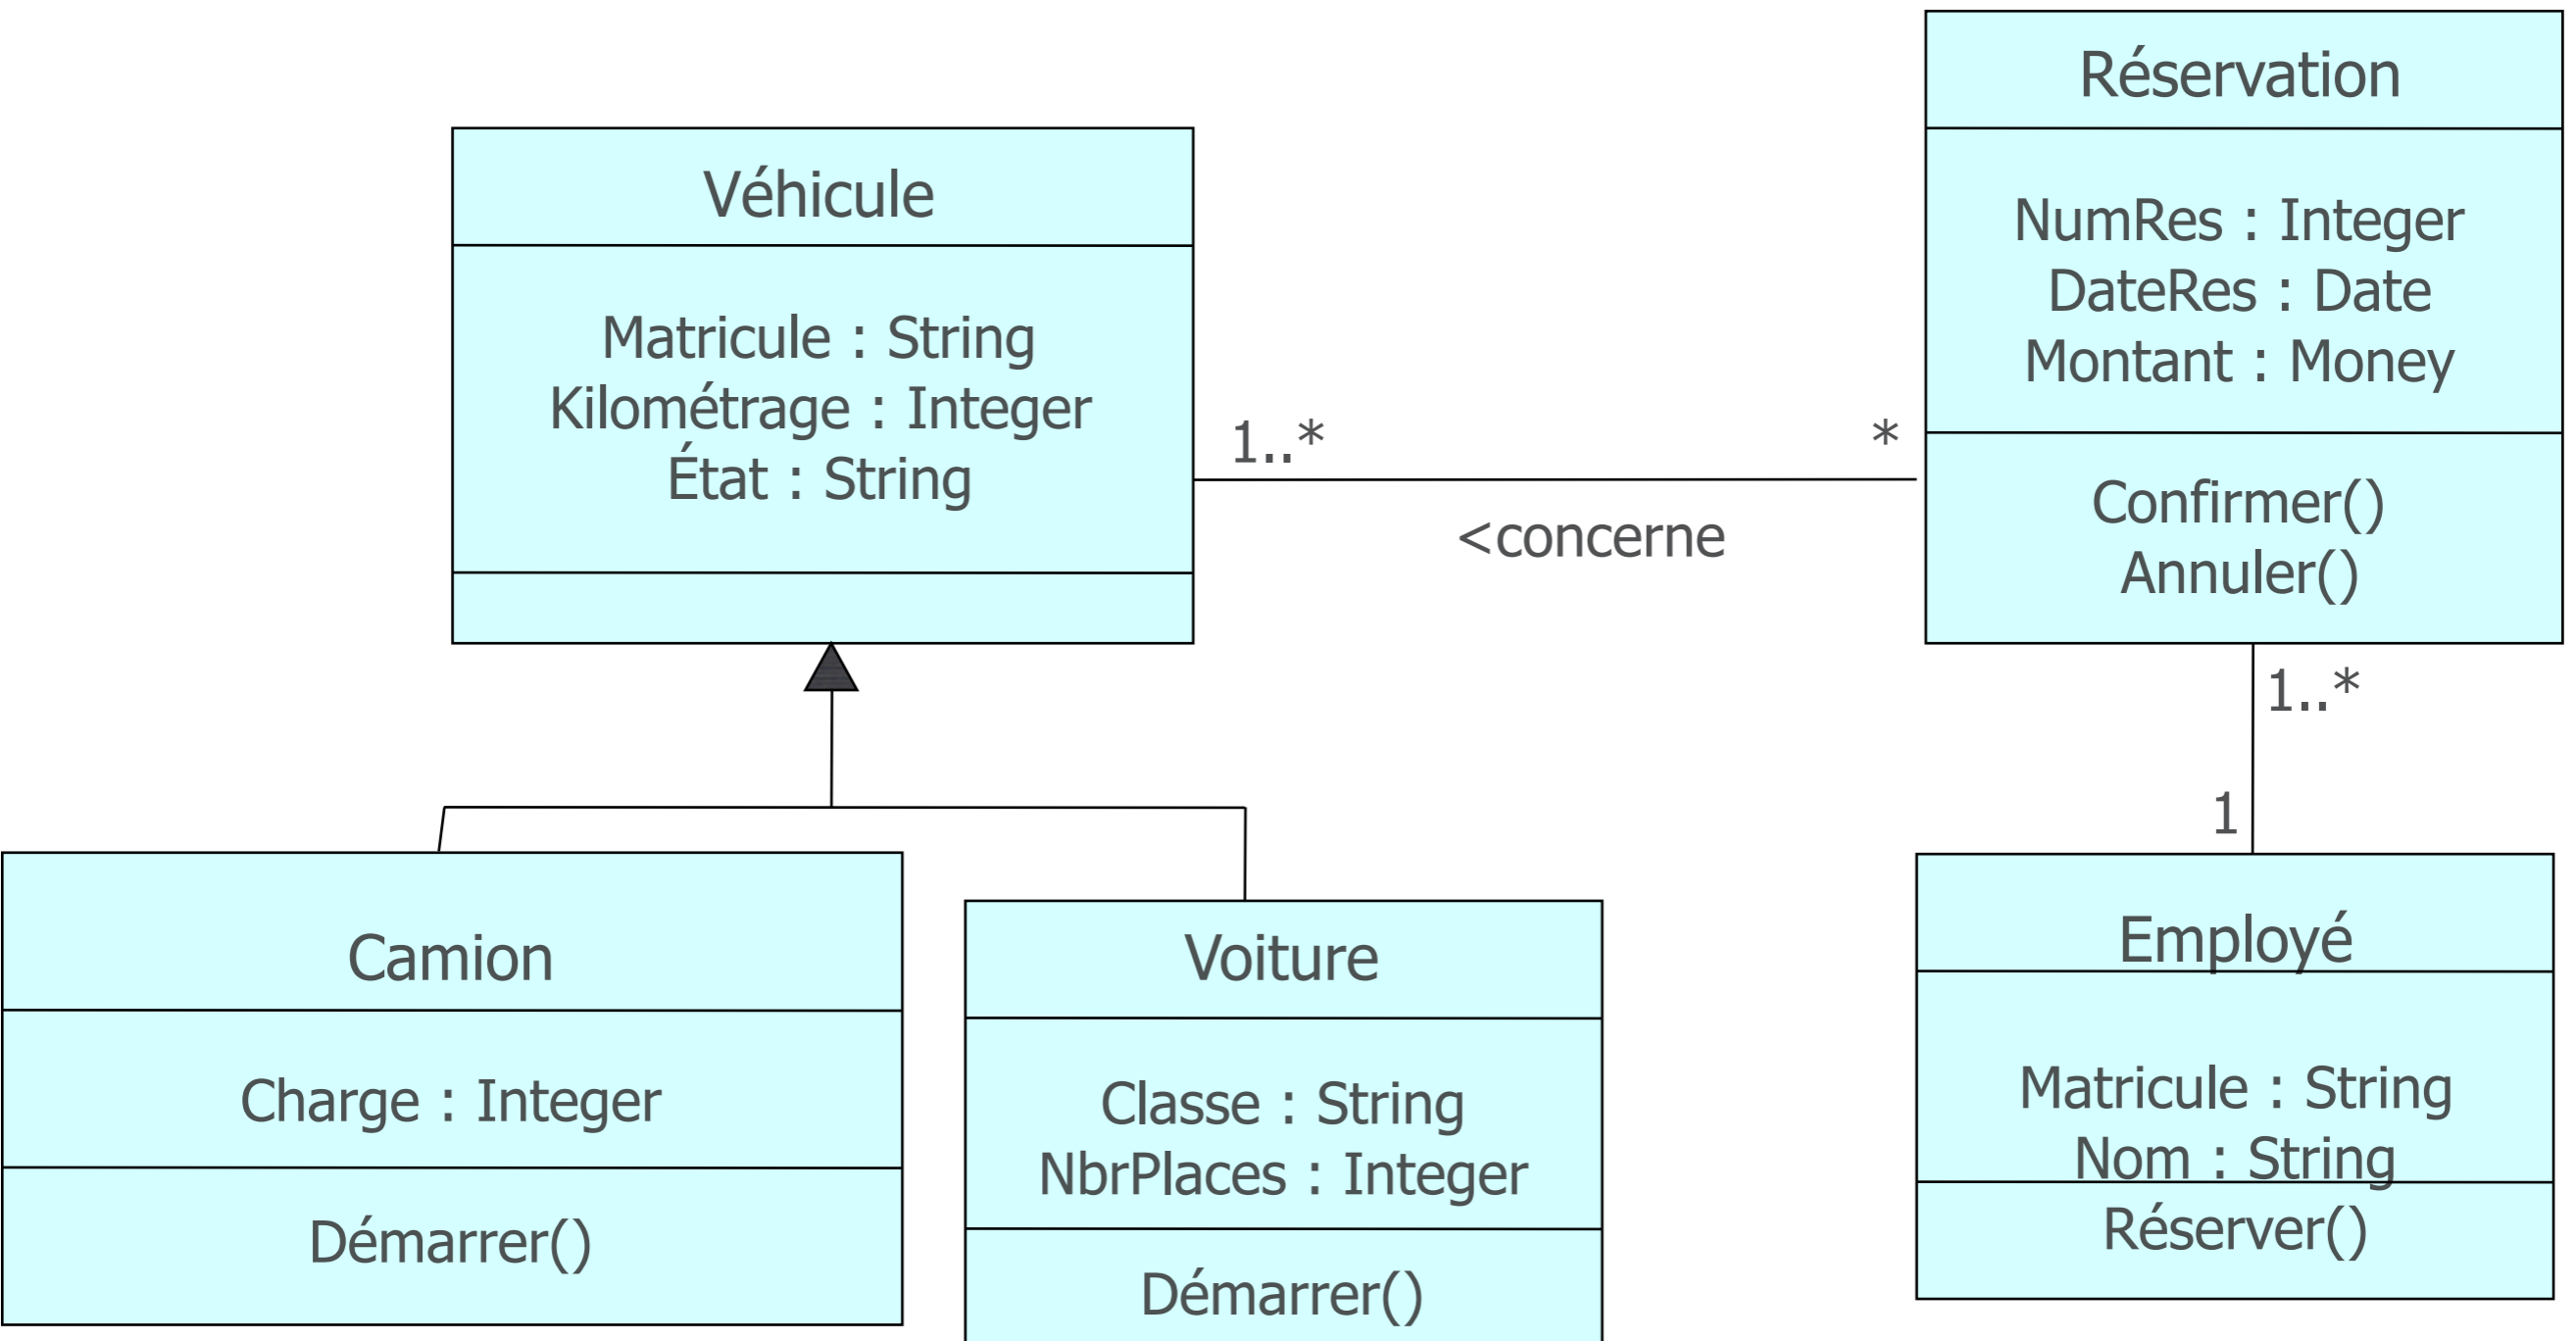 Réservation
NumRes : Integer
DateRes : Date
Montant : Money
Confirmer()
Annuler()
Véhicule
Matricule : String
Kilométrage : Integer
État : String
1..*
*
<concerne
1..*
1
Camion
Charge : Integer
Démarrer()
Voiture
Classe : String
NbrPlaces : Integer
Démarrer()
Employé
Matricule : String
Nom : String
Réserver()